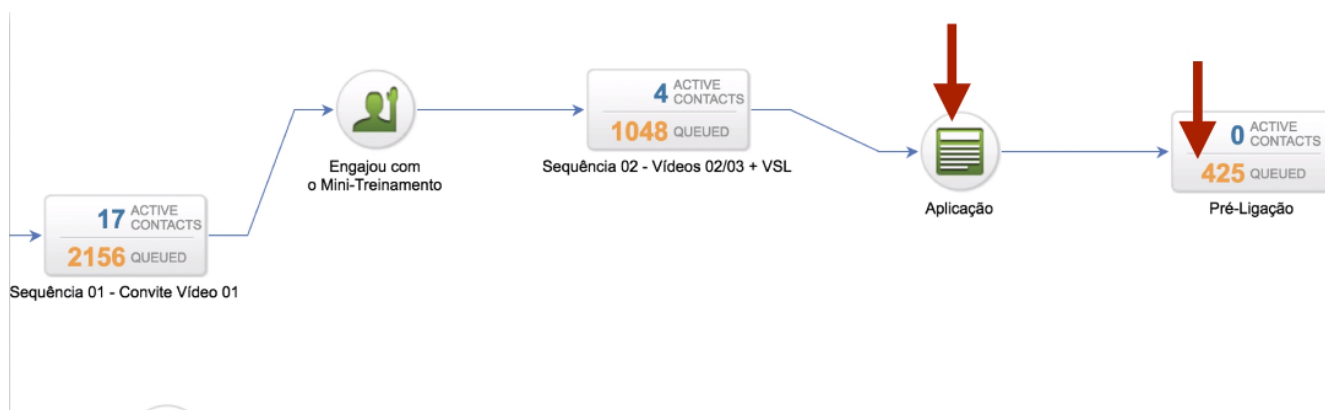 17 ACTIVE CONTACTS
2156 QUEUED
Sequência 01 - Convite Vídeo 01
Engajou com
o Mini-Treinamento
4 ACTIVE CONTACTS
1048 QUEUED
Sequência 02 - Vídeos 02/03 + VSL
Aplicação
0 ACTIVE CONTACTS
425 QUEUED
Pré-Ligação